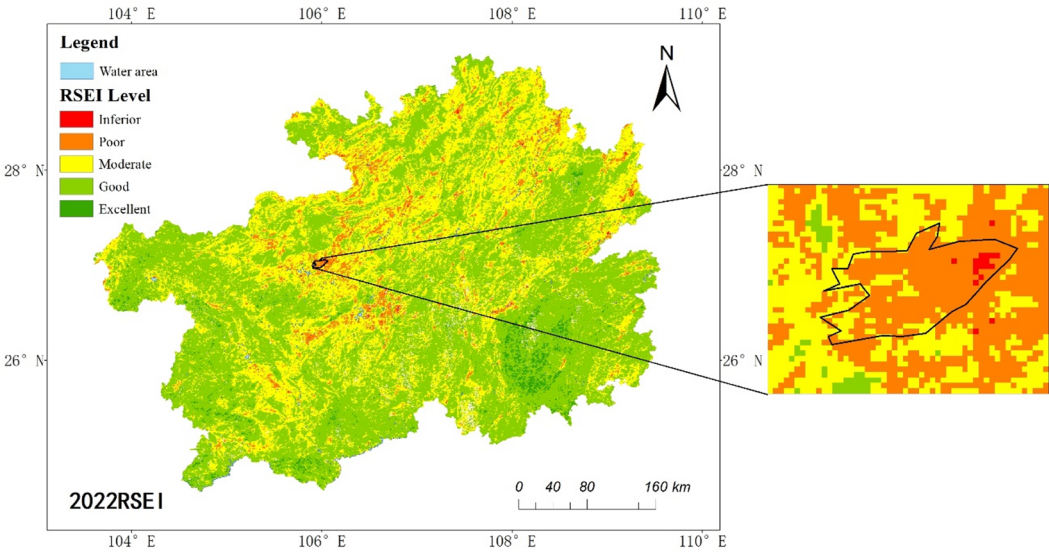 104° E 106° E 108° E 110° E
Legend
Water area
RSEI Level
Inferior
Poor
Moderate
Good
Excellent
N
28° N 28° N
26° N 26° N
2022RSEI
0 40 80 160 km
104° E 106° E 108° E 110° E